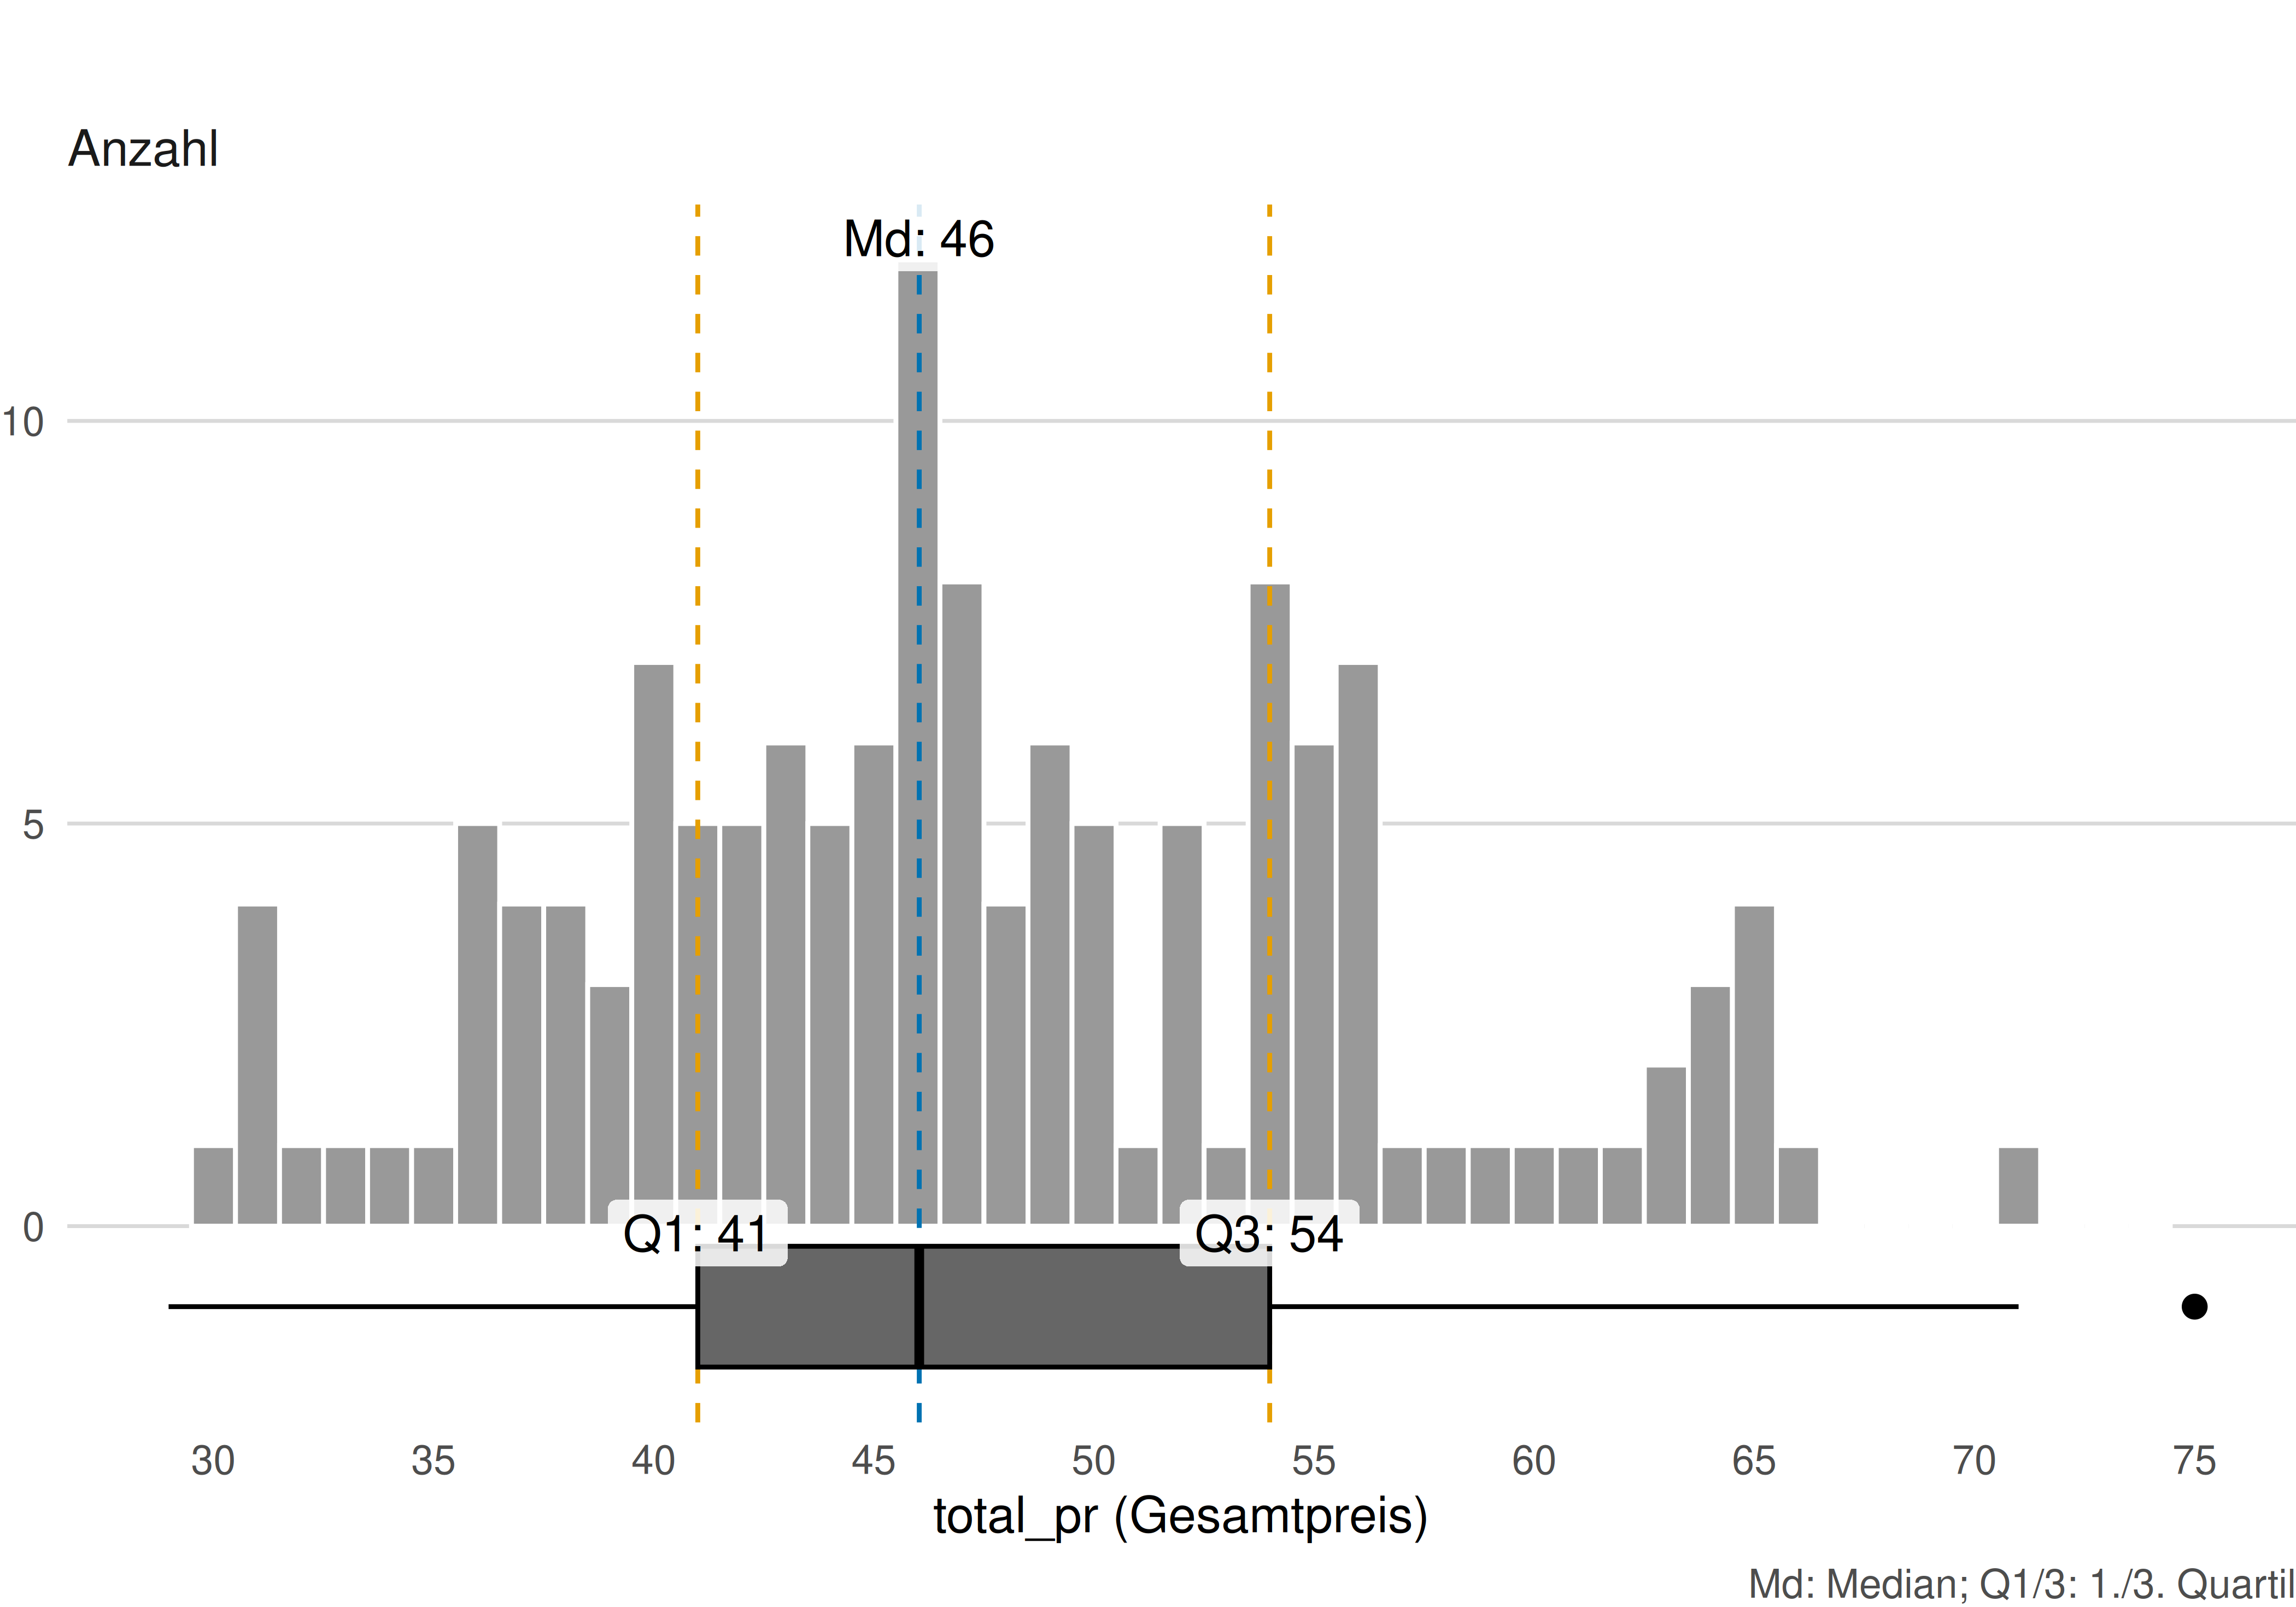 Anzahl
Md: 46
10
5
0
Q1: 41 Q3: 54
30 35 40 45 50 55 60 65 70 75
total_pr (Gesamtpreis)
Md: Median; Q1/3: 1./3. Quartil